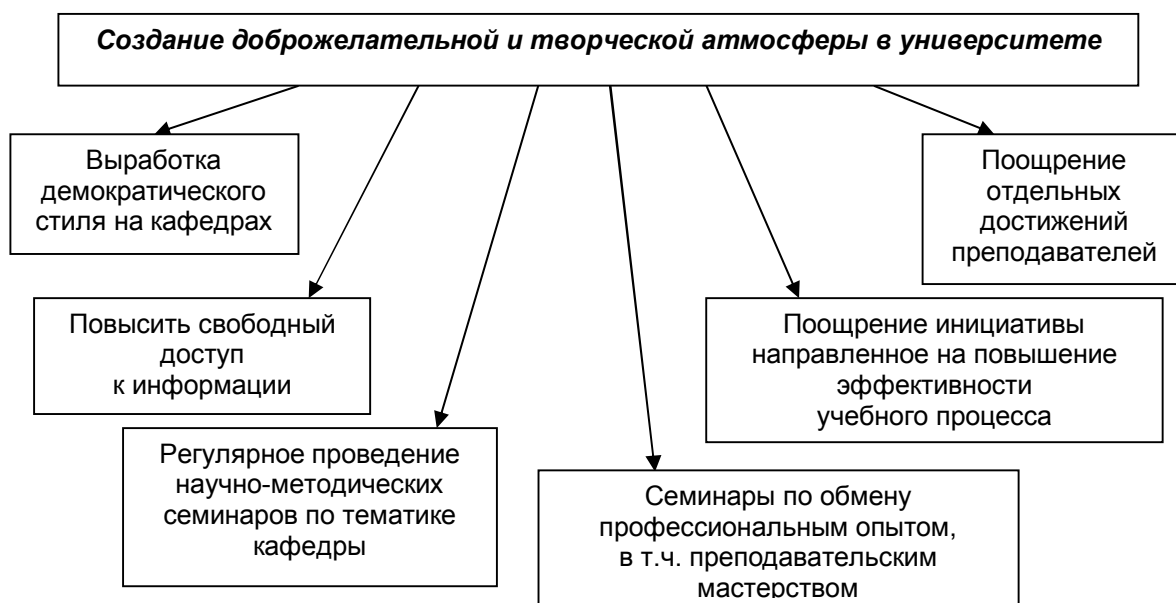 Создание доброжелательной и творческой атмосферы в университете
Выработка
демократического
стиля на кафедрах
Поощрение
отдельных
достижений
преподавателей
Повысить свободный
доступ
к информации
Поощрение инициативы
направленное на повышение
эффективности
учебного процесса
Регулярное проведение
научно-методических
семинаров по тематике
кафедры
Семинары по обмену
профессиональным опытом,
в т.ч. преподавательским
мастерством